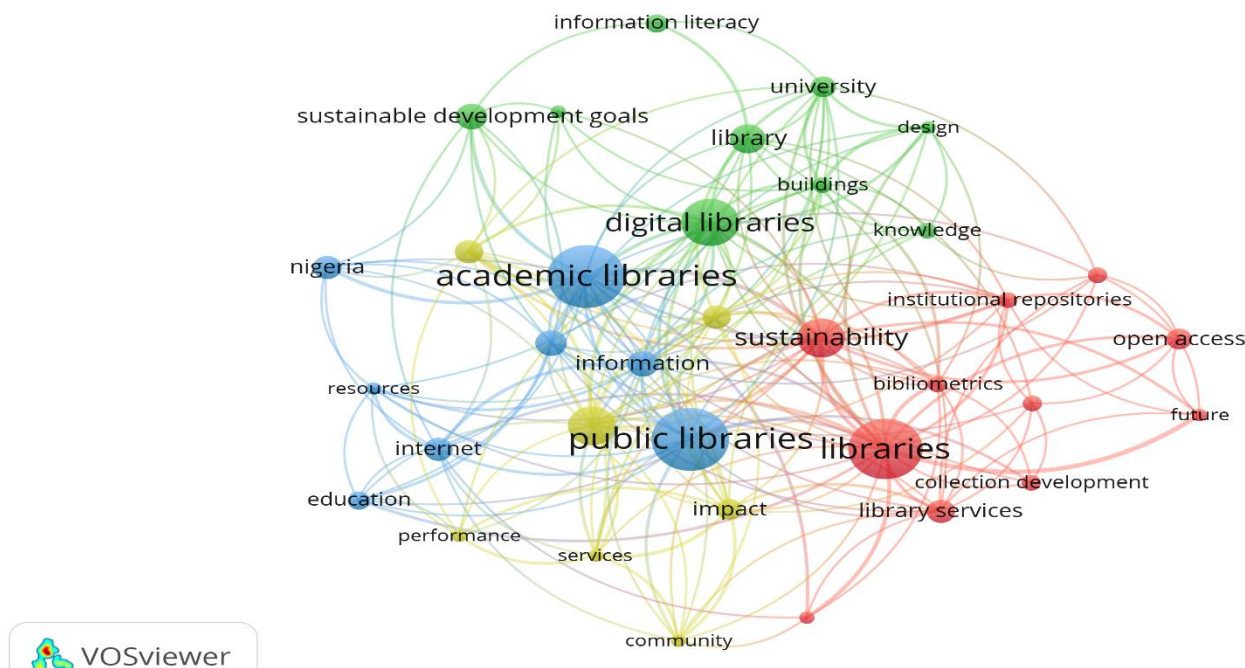 information literacy
university
sustainable development goals
design
library
buildings
digital libraries
knowledge
nigeria
academic libraries
institutional repositories
sustainability
open access
information
bibliometrics
resources
future
public libraries
libraries
internet
collection development
education
impact
library services
performance
services
community
VOSviewer